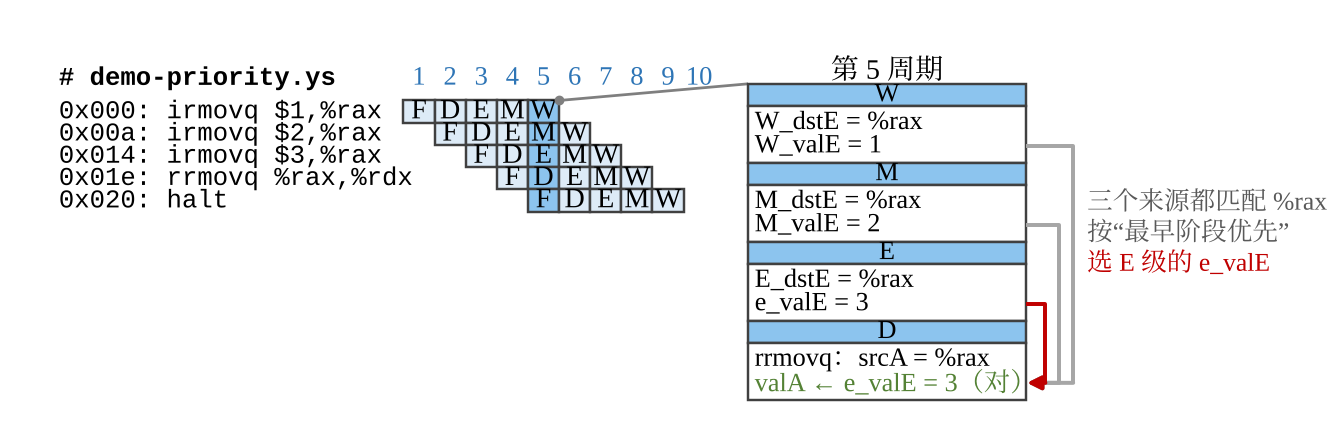 第 5 周期
# demo-priority.ys 1 2 3 4 5 6 7 8 9 10
0x000: irmovq $1,%rax F D E M W
0x00a: irmovq $2,%rax F D E M W
0x014: irmovq $3,%rax F D E M W
0x01e: rrmovq %rax,%rdx F D E M W
0x020: halt F D E M W
W
W_dstE = %rax
W_valE = 1
M
M_dstE = %rax
M_valE = 2
E
E_dstE = %rax
e_valE = 3
D
rrmovq：srcA = %rax
valA ← e_valE = 3（对）
三个来源都匹配 %rax
按“最早阶段优先”
选 E 级的 e_valE